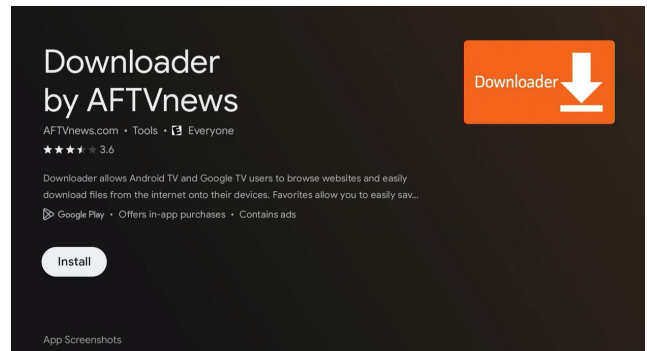 Downloader
by AFTVnews
Downloader
AFTVnews.com • Tools • E Everyone
3.6
Downloader allows Android TV and Google TV users to browse websites and easily
download files from the internet onto their devices. Favorites allow you to easily sav...
Google Play • Offers in-app purchases • Contains ads
Install
App Screenshots